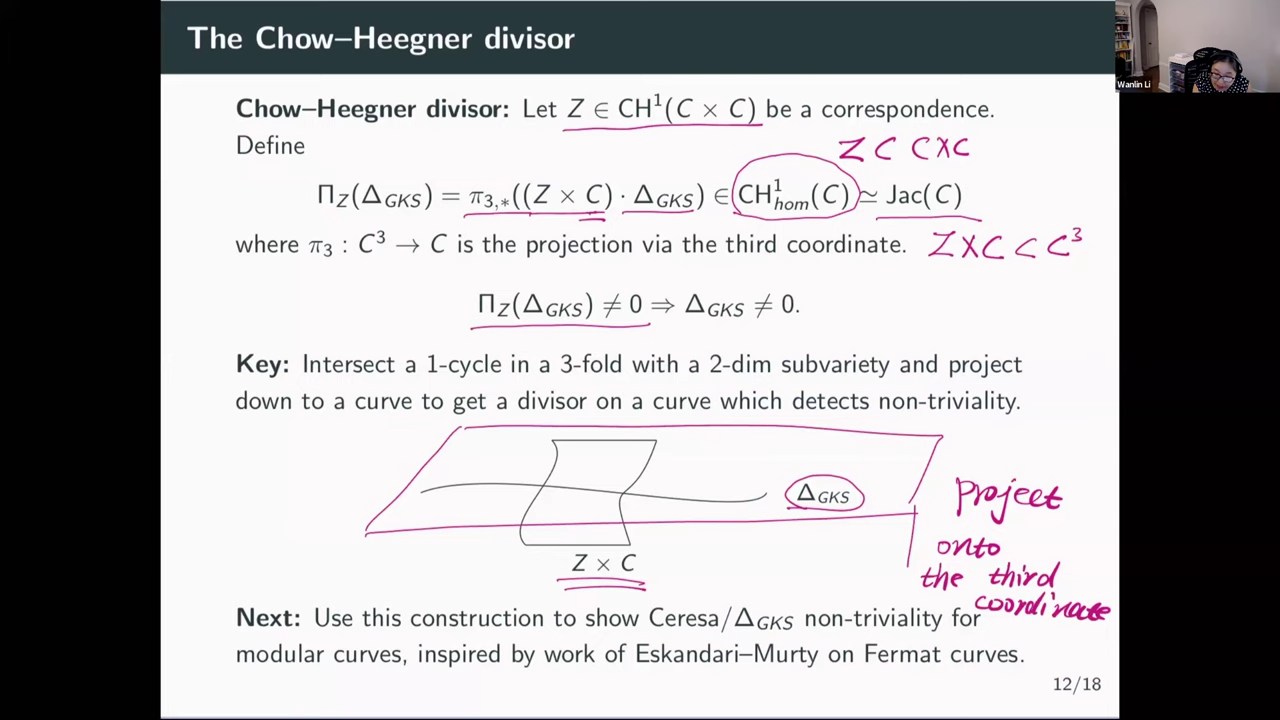 The Chow–Heegner divisor
Wanlin Li
Chow–Heegner divisor: Let Z ∈ CH¹(C × C) be a correspondence.
Define
Z ⊂ C×C
Π_Z(Δ_GKS) = π_{3,*}((Z × C) · Δ_GKS) ∈ CH¹_hom(C) ≃ Jac(C)
where π₃ : C³ → C is the projection via the third coordinate.
Z×C ⊂ C³
Π_Z(Δ_GKS) ≠ 0 ⇒ Δ_GKS ≠ 0.
Key: Intersect a 1-cycle in a 3-fold with a 2-dim subvariety and project
down to a curve to get a divisor on a curve which detects non-triviality.
Δ_GKS
Z × C
Project
onto
the third
coordinate
Next: Use this construction to show Ceresa/Δ_GKS non-triviality for
modular curves, inspired by work of Eskandari–Murty on Fermat curves.
12/18